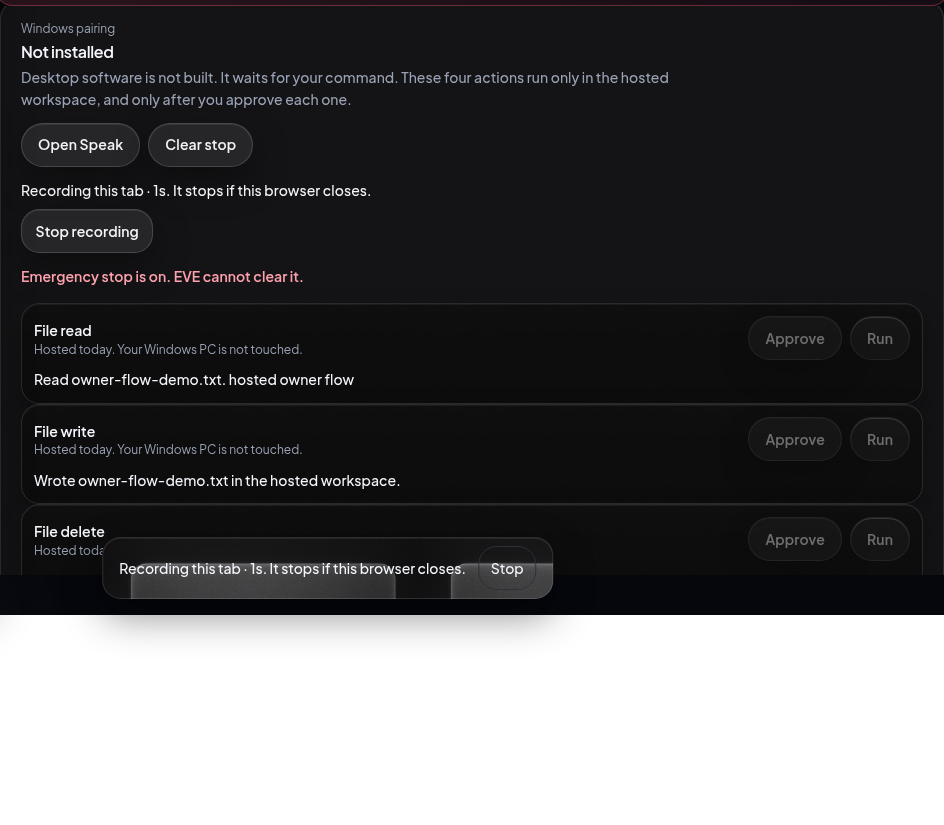 Windows pairing
Not installed
Desktop software is not built. It waits for your command. These four actions run only in the hosted
workspace, and only after you approve each one.
Open Speak
Clear stop
Recording this tab · 1s. It stops if this browser closes.
Stop recording
Emergency stop is on. EVE cannot clear it.
File read
Approve
Run
Hosted today. Your Windows PC is not touched.
Read owner-flow-demo.txt. hosted owner flow
File write
Approve
Run
Hosted today. Your Windows PC is not touched.
Wrote owner-flow-demo.txt in the hosted workspace.
File delete
Approve
Run
Hosted
Recording this tab · 1s. It stops if this browser closes.
Stop